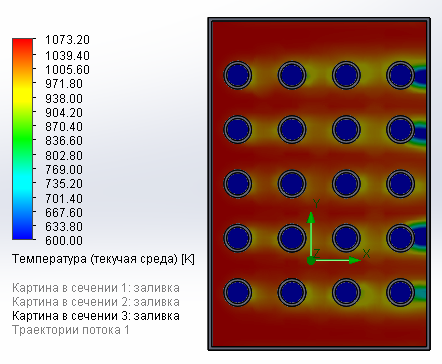 1073.20
1039.40
1005.60
971.80
938.00
904.20
870.40
836.60
802.80
769.00
735.20
701.40
667.60
633.80
600.00
Температура (текучая среда) [K]
Картина в сечении 1: заливка
Картина в сечении 2: заливка
Картина в сечении 3: заливка
Траектории потока 1
Y
Z
X